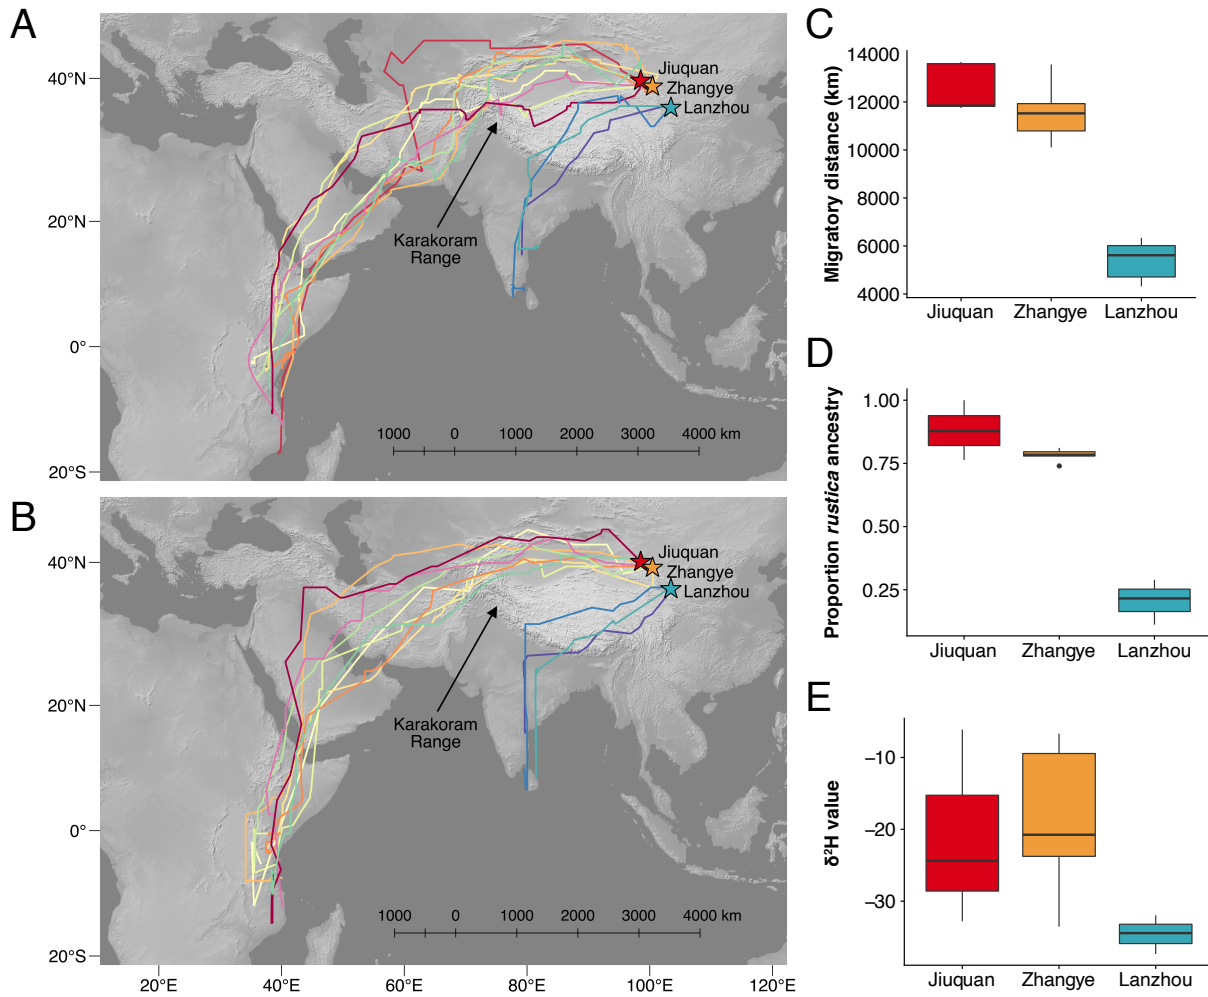 A
40°N
20°N
0°
20°S
Jiuquan
Zhangye
Lanzhou
Karakoram
Range
1000 0 1000 2000 3000 4000 km
B
40°N
20°N
0°
20°S
Jiuquan
Zhangye
Lanzhou
Karakoram
Range
1000 0 1000 2000 3000 4000 km
20°E 40°E 60°E 80°E 100°E 120°E
C
Migratory distance (km)
14000
12000
10000
8000
6000
4000
Jiuquan Zhangye Lanzhou
D
Proportion rustica ancestry
1.00
0.75
0.50
0.25
Jiuquan Zhangye Lanzhou
E
δ²H value
−10
−20
−30
Jiuquan Zhangye Lanzhou